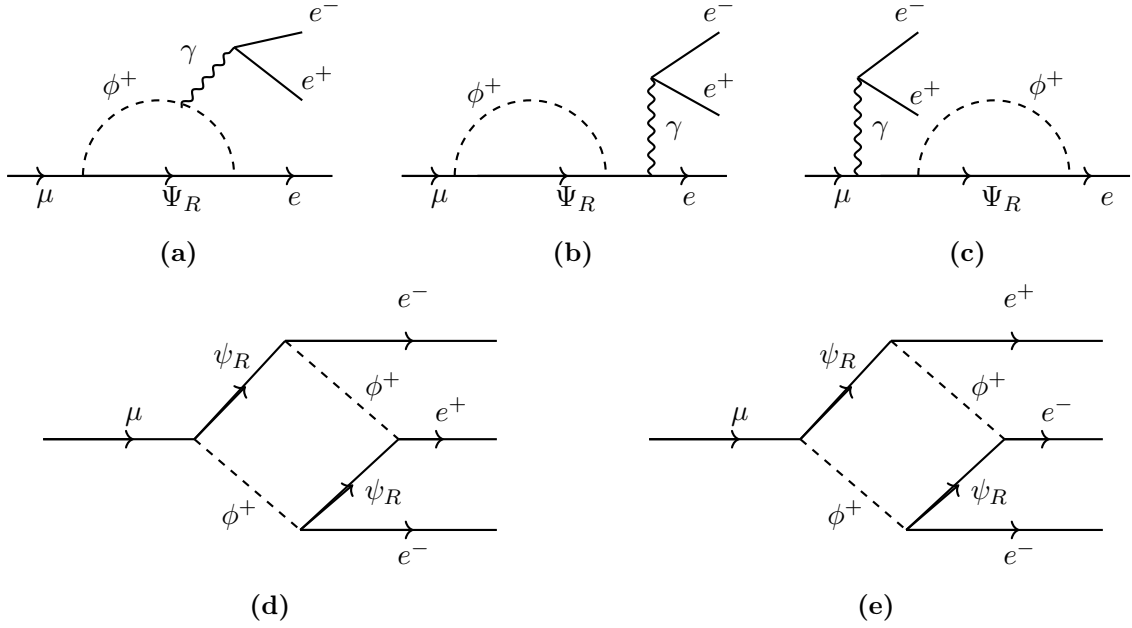 e⁻ e⁻ e⁻
γ
ϕ⁺ e⁺ ϕ⁺ e⁺ ϕ⁺
γ γ
μ Ψ_R e μ Ψ_R e μ Ψ_R e
(a) (b) (c)
e⁻ e⁺
ψ_R ψ_R
ϕ⁺ ϕ⁺
μ e⁺ μ e⁻
ϕ⁺ ψ_R ϕ⁺ ψ_R
e⁻ e⁻
(d) (e)